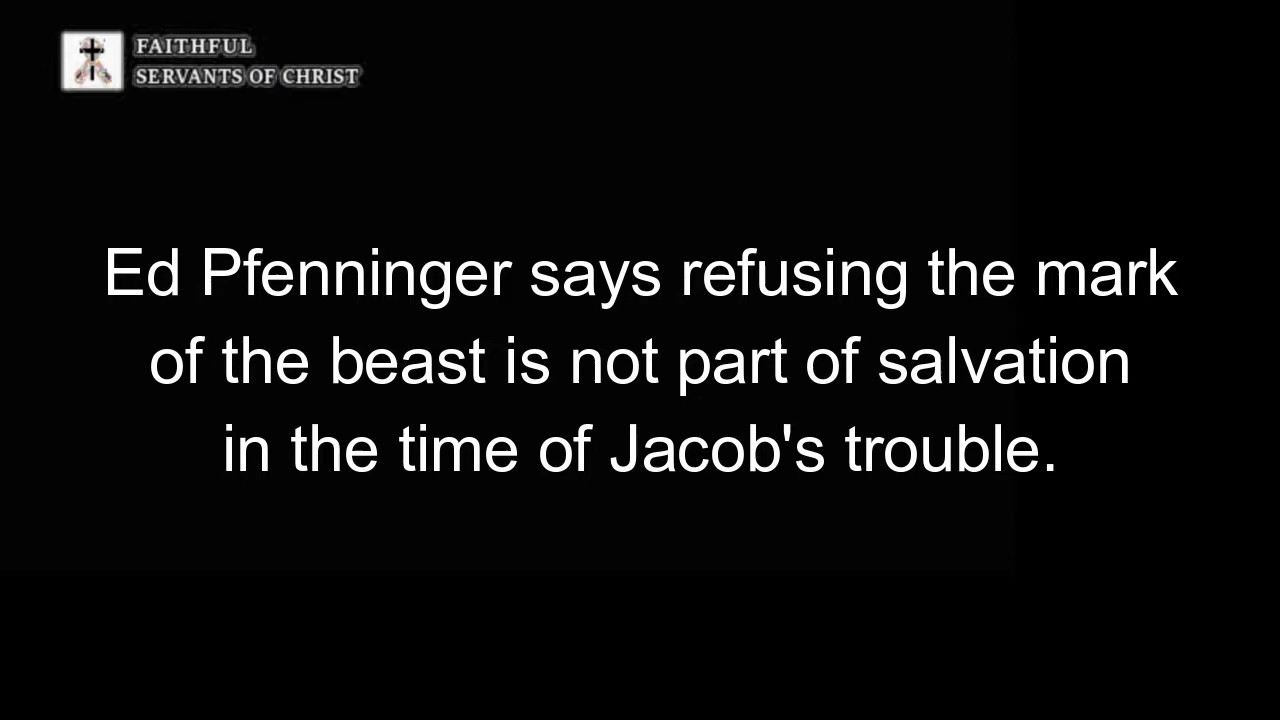 FAITHFUL
SERVANTS OF CHRIST
Ed Pfenninger says refusing the mark
of the beast is not part of salvation
in the time of Jacob's trouble.